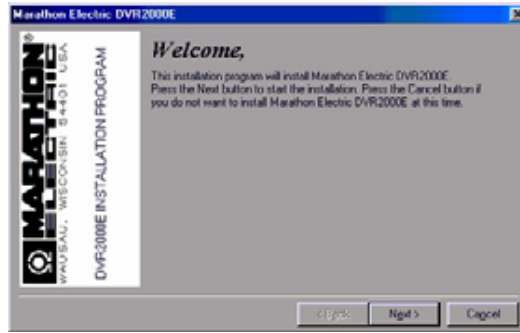 Marathon Electric DVR2000E
MARATHON
ELECTRIC
WAUSAU, WISCONSIN 54401 USA
DVR2000E INSTALLATION PROGRAM
Welcome,
This installation program will install Marathon Electric DVR2000E.
Press the Next button to start the installation. Press the Cancel button if
you do not want to install Marathon Electric DVR2000E at this time.
< Back
Next >
Cancel